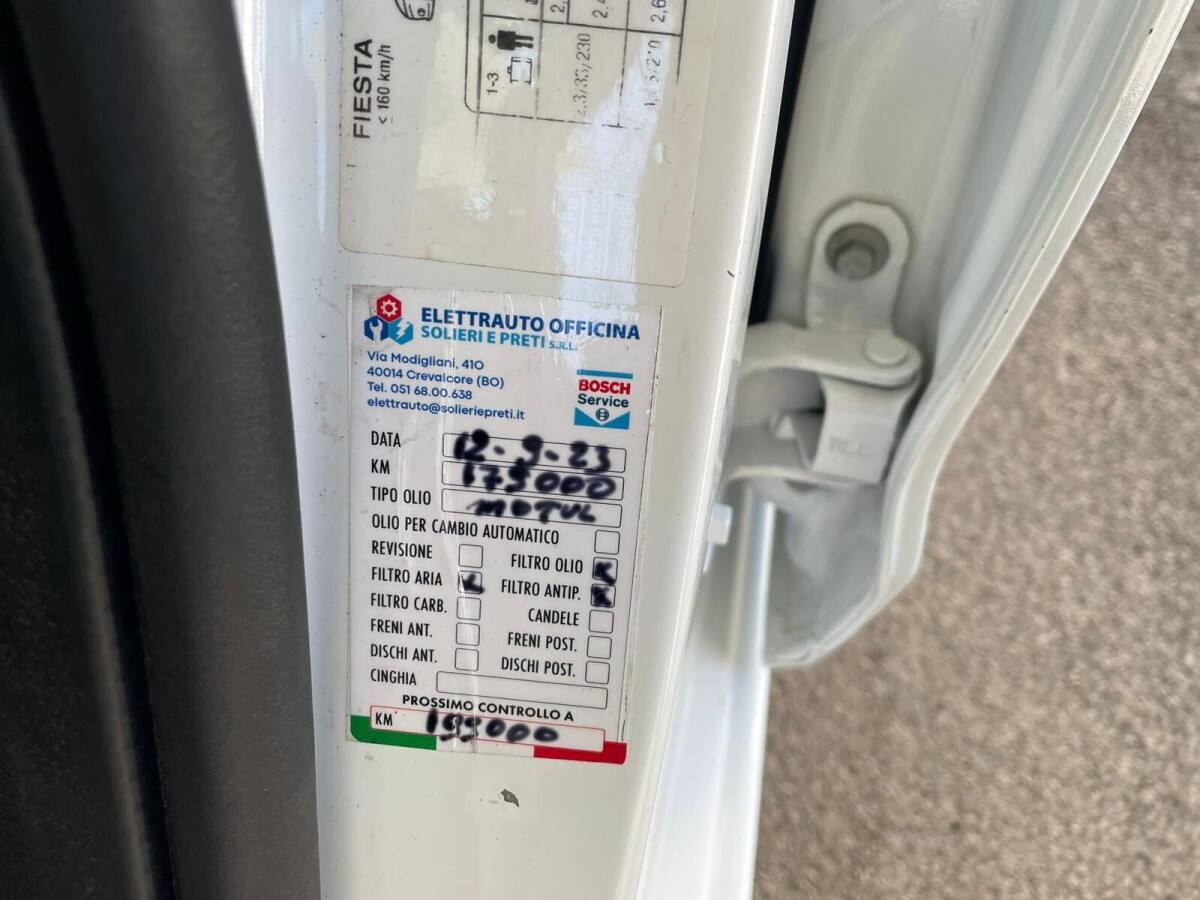 FIESTA
≤ 160 km/h
1-3
ELETTRAUTO OFFICINA
SOLIERI E PRETI S.R.L.
Via Modigliani, 410
40014 Crevalcore (BO)
Tel. 051 68.00.638
elettrauto@solieriepreti.it
BOSCH
Service
DATA 12-9-23
KM 175000
TIPO OLIO MOTUL
OLIO PER CAMBIO AUTOMATICO
REVISIONE FILTRO OLIO
FILTRO ARIA FILTRO ANTIP.
FILTRO CARB. CANDELE
FRENI ANT. FRENI POST.
DISCHI ANT. DISCHI POST.
CINGHIA
PROSSIMO CONTROLLO A
KM 195000